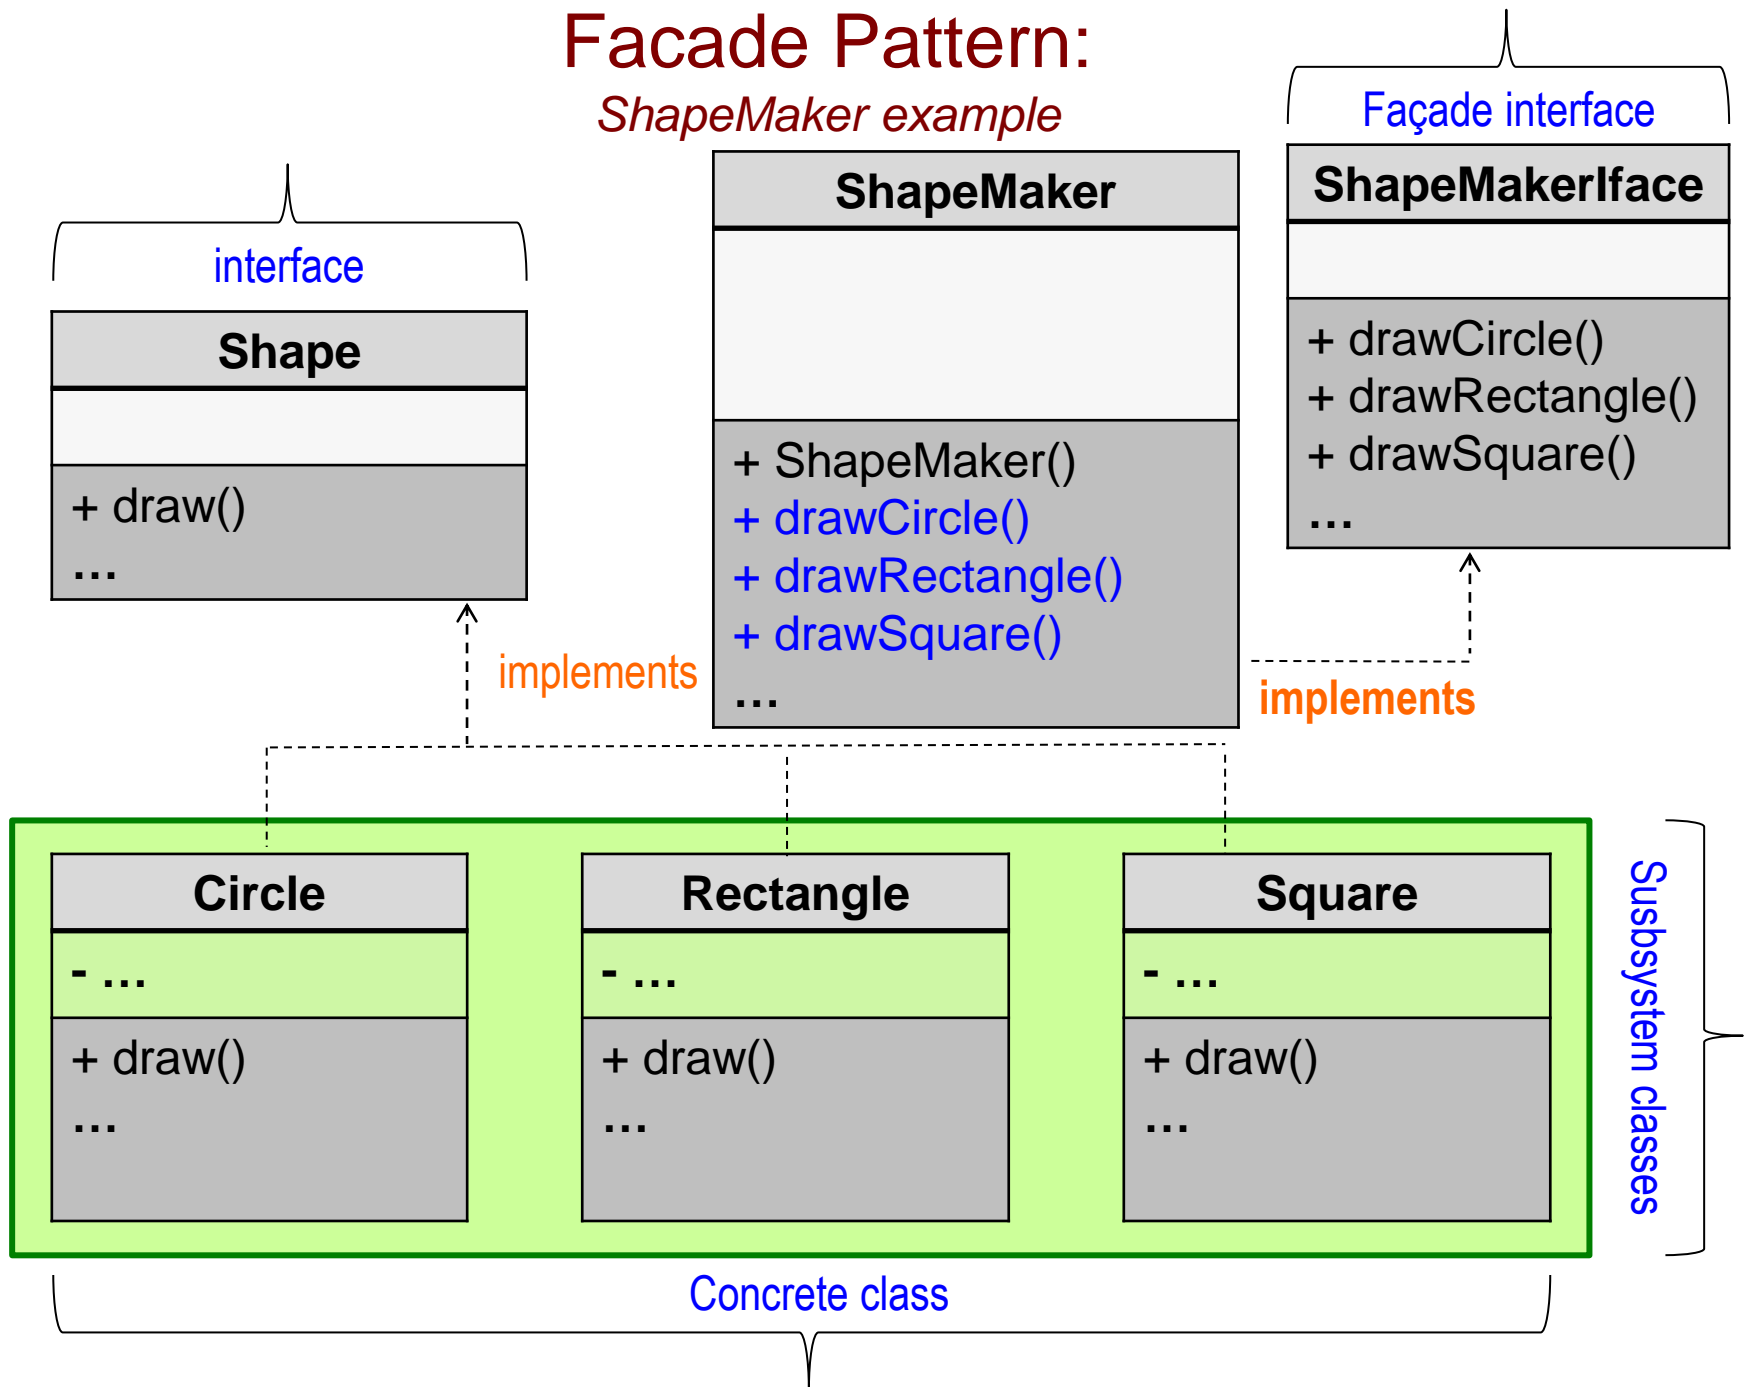 Facade Pattern:
ShapeMaker example
interface
Shape
+ draw()
...
implements
ShapeMaker
+ ShapeMaker()
+ drawCircle()
+ drawRectangle()
+ drawSquare()
...
Façade interface
ShapeMakerIface
+ drawCircle()
+ drawRectangle()
+ drawSquare()
...
implements
Circle
- ...
+ draw()
...
Rectangle
- ...
+ draw()
...
Square
- ...
+ draw()
...
Susbsystem classes
Concrete class